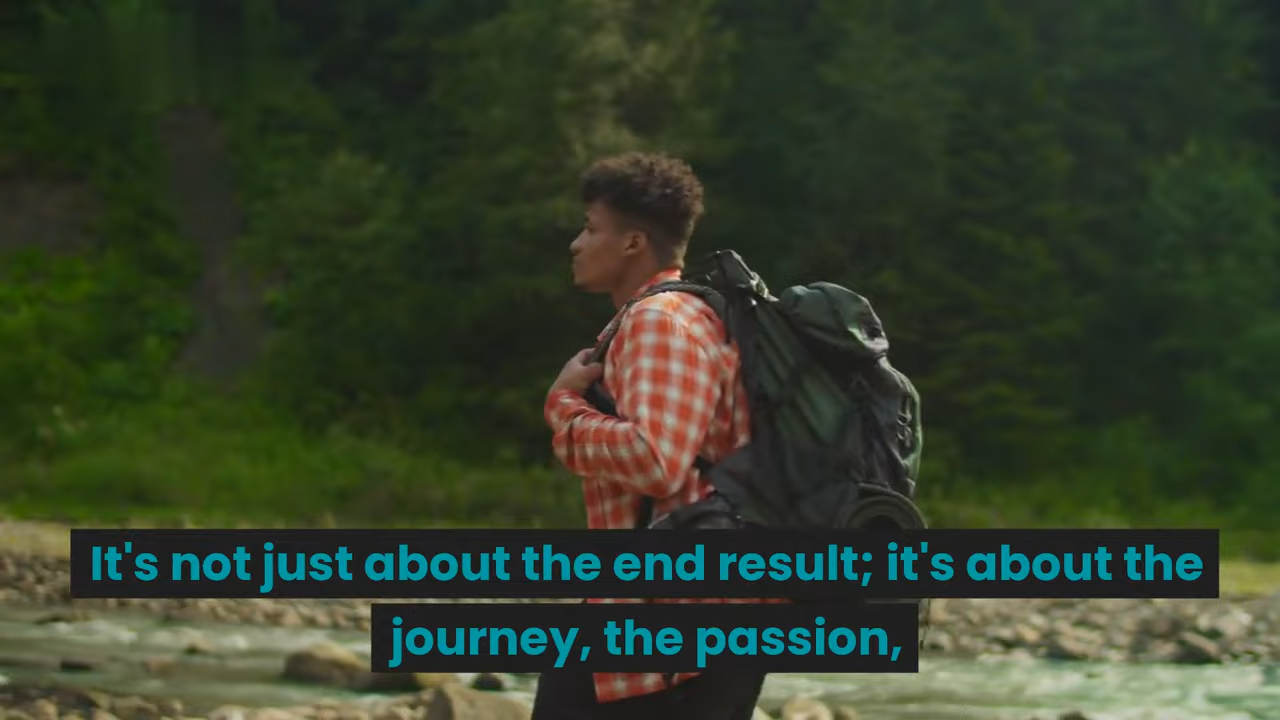 It's not just about the end result; it's about the
journey, the passion,